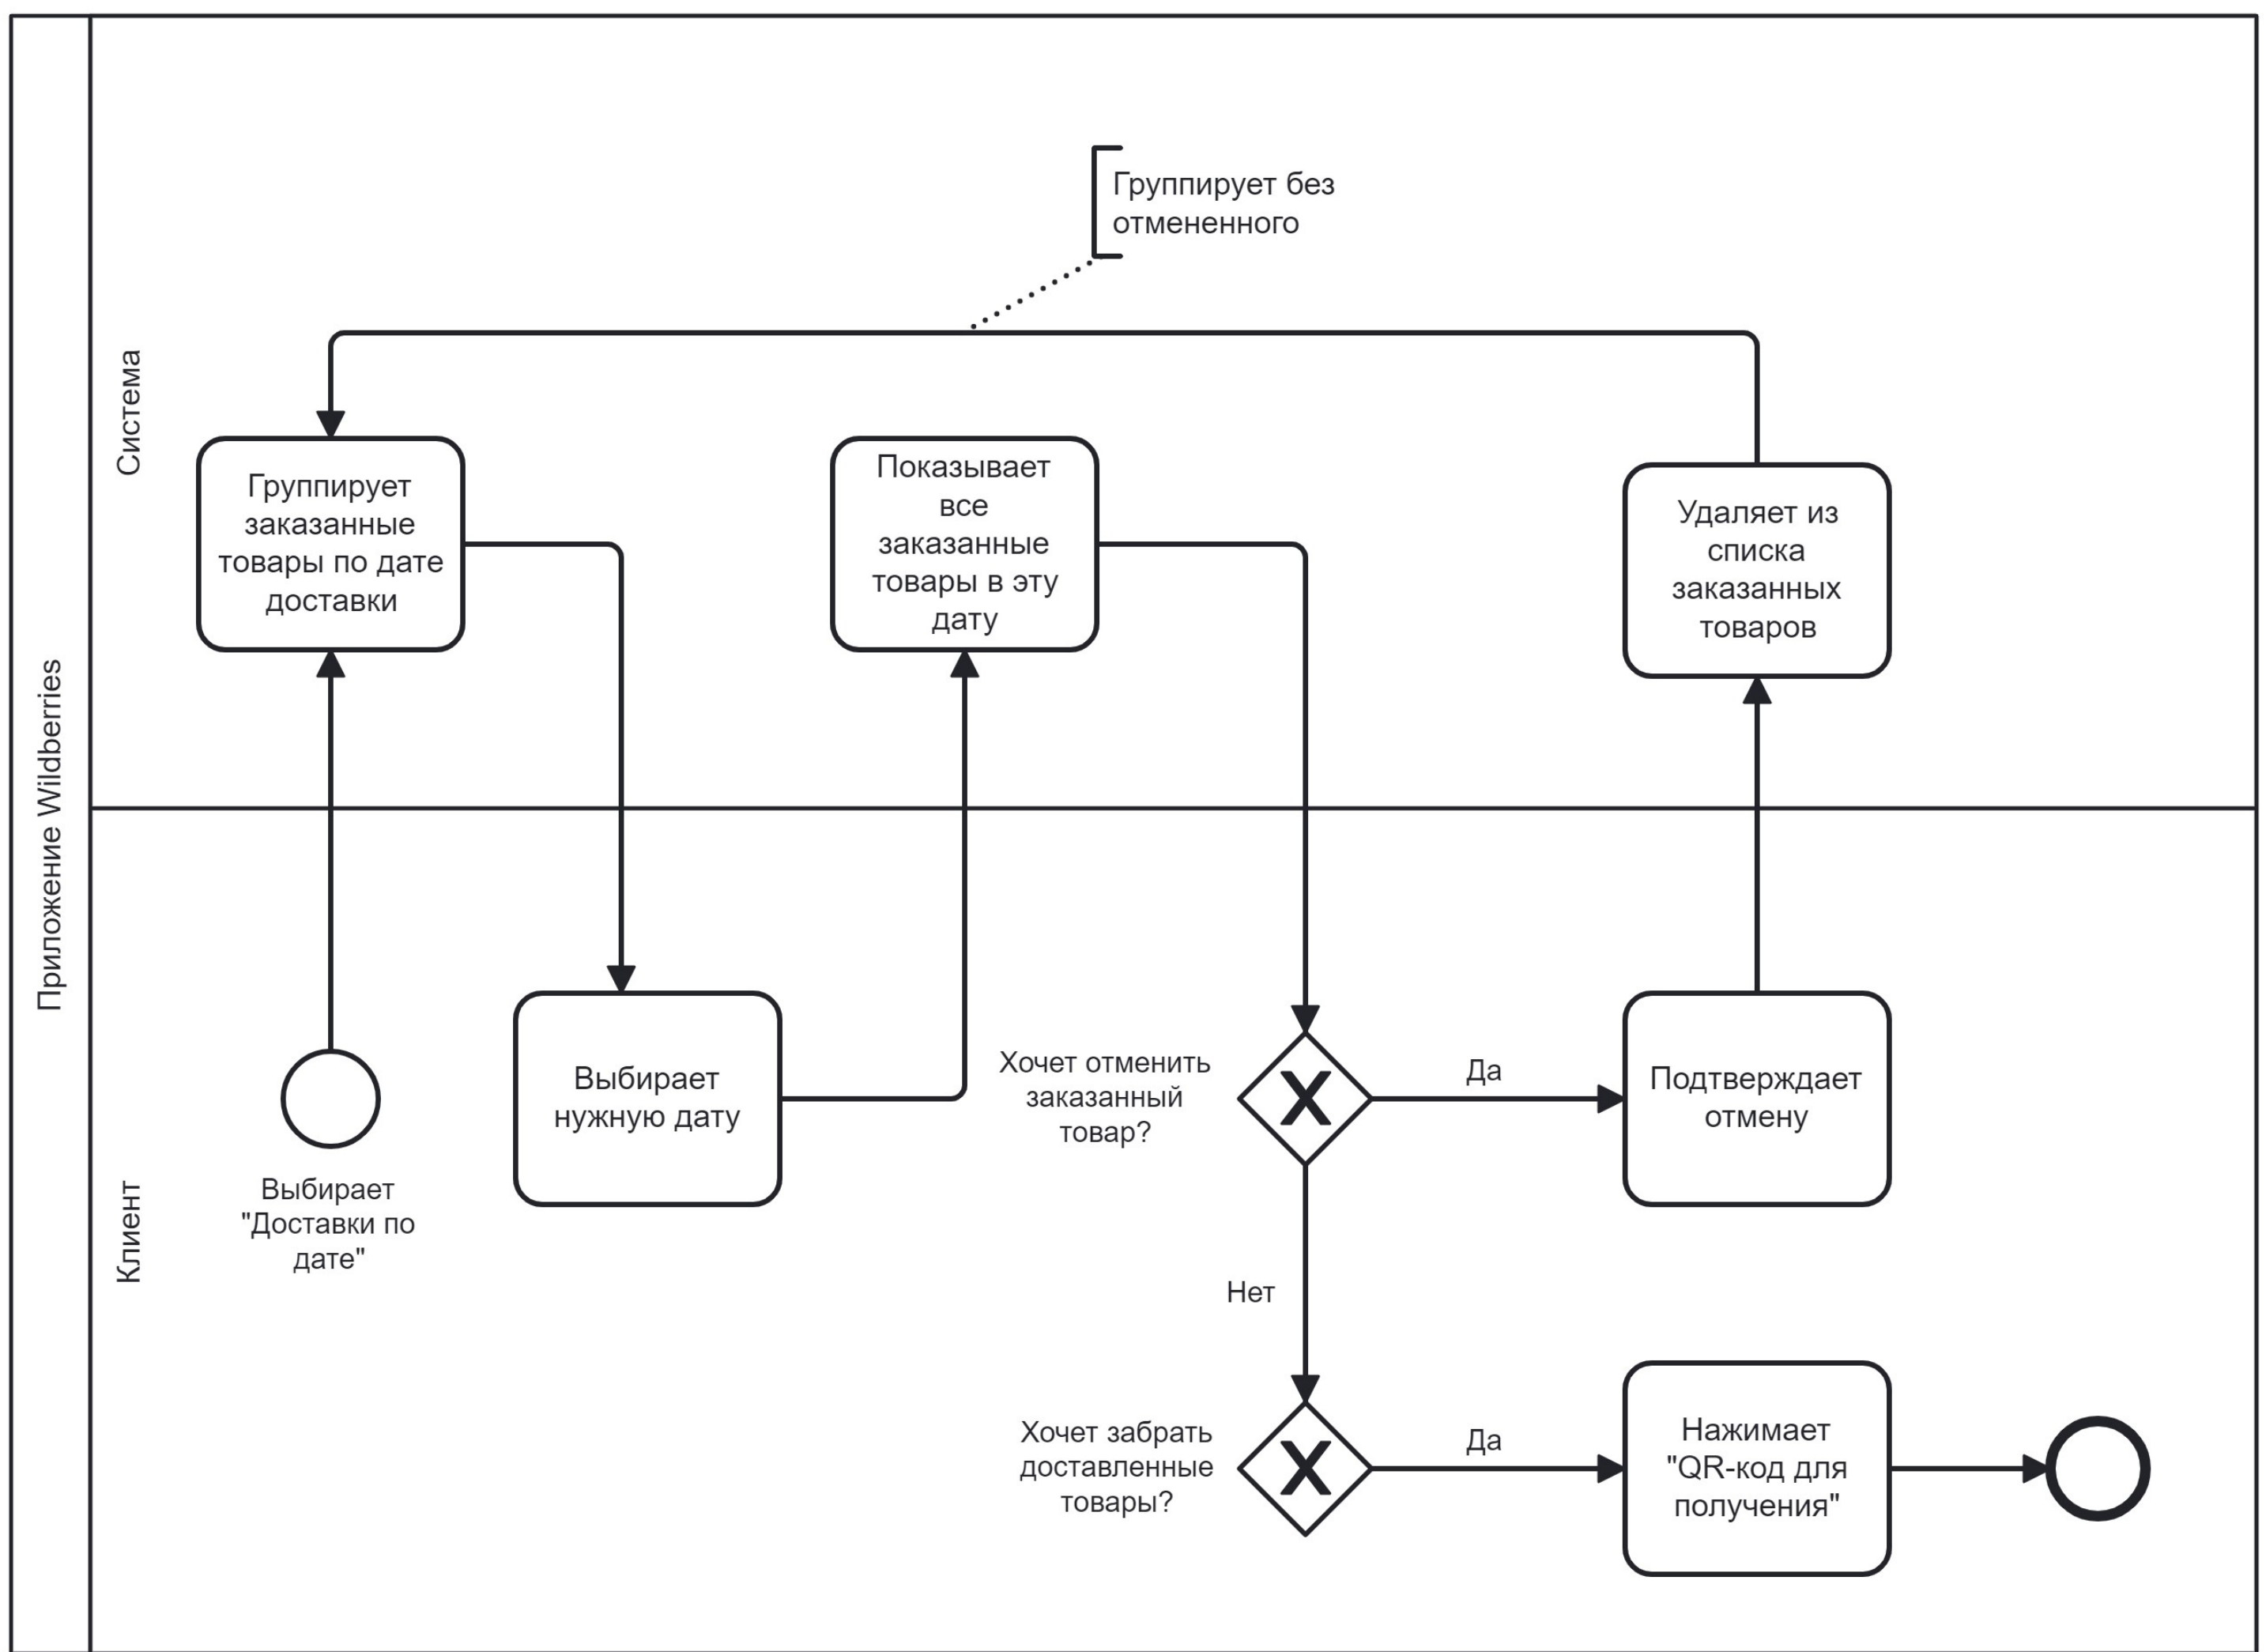 Приложение Wildberries
Система
Группирует без
отмененного
Группирует
заказанные
товары по дате
доставки
Показывает
все
заказанные
товары в эту
дату
Удаляет из
списка
заказанных
товаров
Клиент
Выбирает
"Доставки по
дате"
Выбирает
нужную дату
Хочет отменить
заказанный
товар?
X
Да
Подтверждает
отмену
Нет
Хочет забрать
доставленные
товары?
X
Да
Нажимает
"QR-код для
получения"